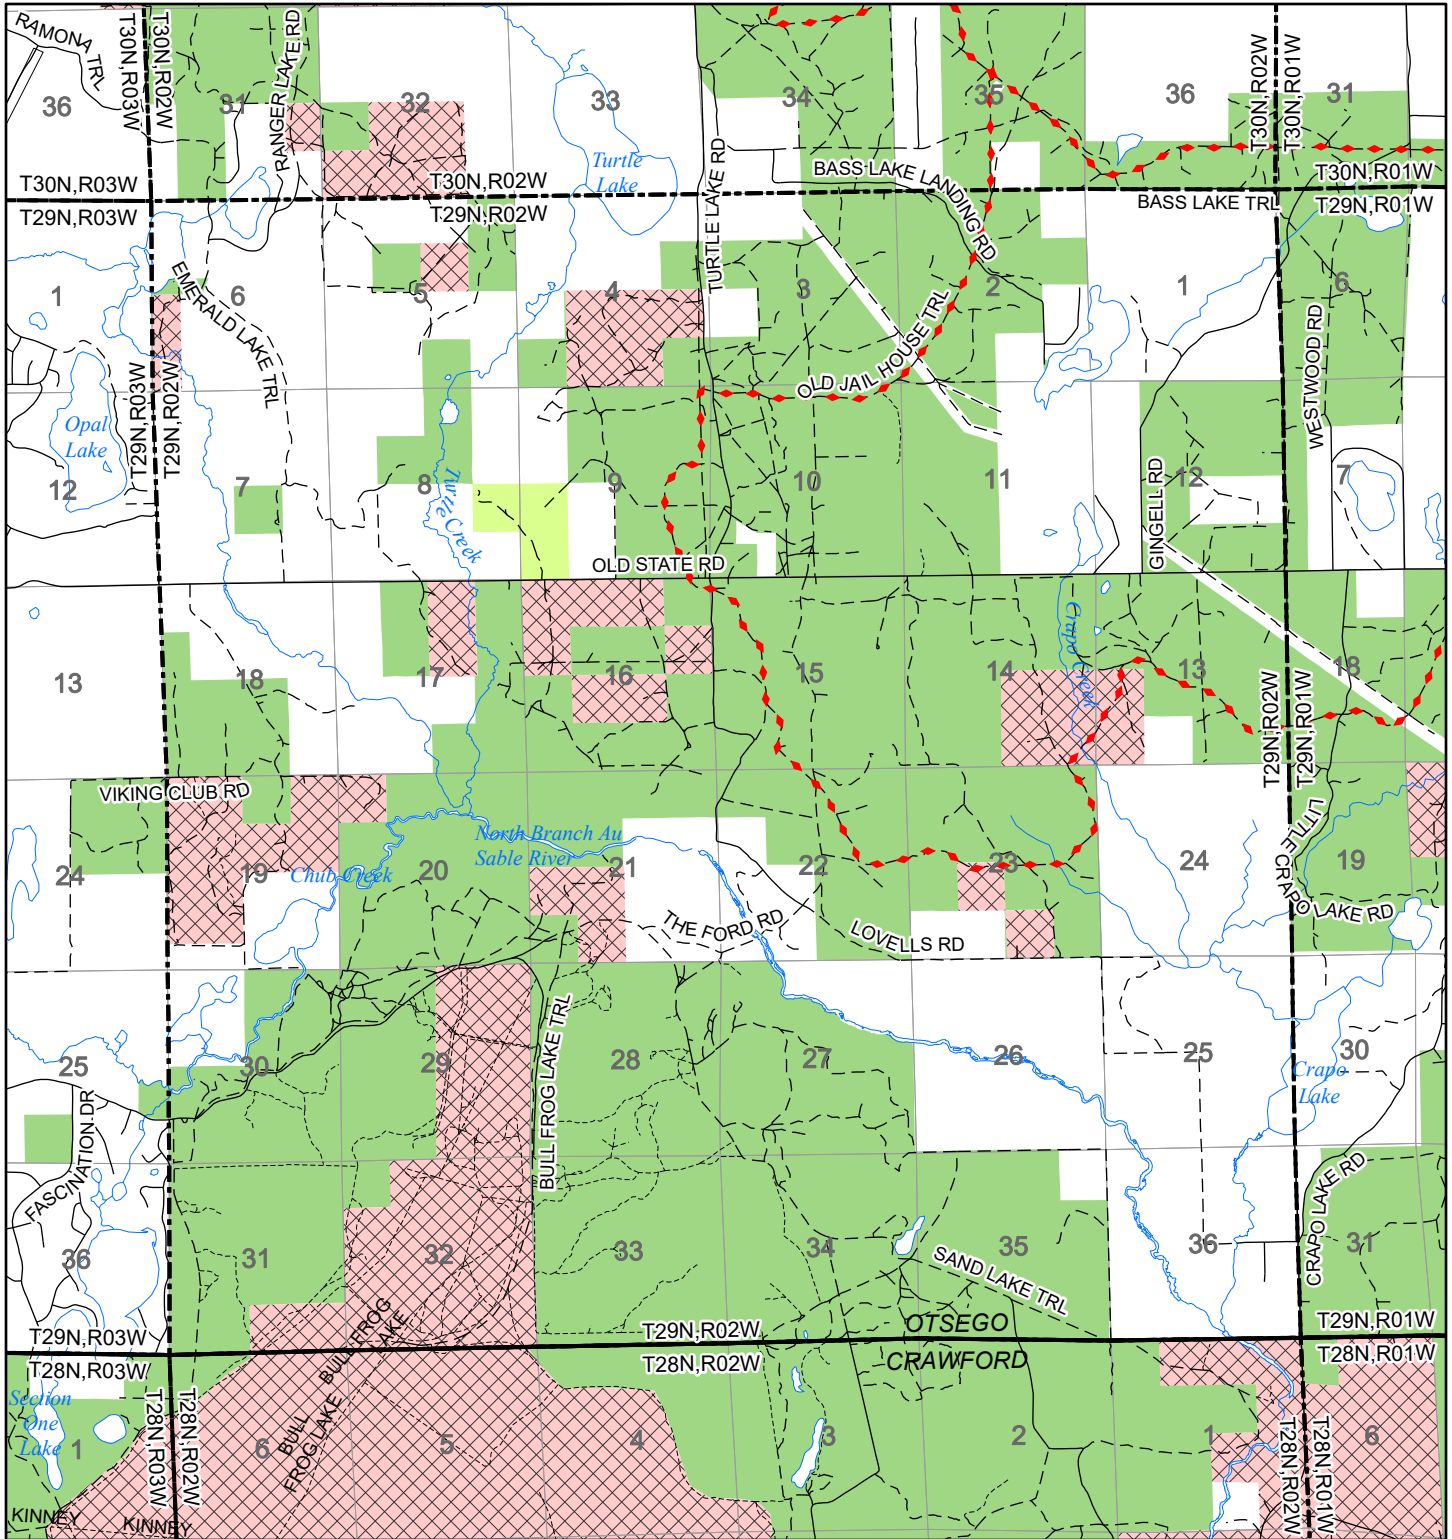 RAMONA TRL
T30N,R03W
T30N,R02W
RANGER LAKE RD
T30N,R02W
T30N,R01W
36
31
32
33
34
35
36
31
Turtle
Lake
TURTLE LAKE RD
BASS LAKE LANDING RD
T30N,R03W
T30N,R02W
T30N,R01W
T29N,R03W
T29N,R02W
BASS LAKE TRL
T29N,R01W
1
6
5
4
3
2
1
6
EMERALD LAKE TRL
OLD JAIL HOUSE TRL
WESTWOOD RD
T29N,R03W
T29N,R02W
Opal
Lake
12
7
8
Turtle Creek
9
10
11
12
7
GINGELL RD
OLD STATE RD
Crapo Creek
13
18
17
16
15
14
13
18
T29N,R02W
T29N,R01W
VIKING CLUB RD
LITTLE CRAPO LAKE RD
North Branch Au
Sable River
24
19
Chub Creek
20
21
22
23
24
19
THE FORD RD
LOVELLS RD
BULL FROG LAKE TRL
25
30
29
28
27
26
25
30
Crapo
Lake
FASCINATION DR
CRAPO LAKE RD
36
31
32
33
34
35
36
31
SAND LAKE TRL
BULL FROG
LAKE
OTSEGO
T29N,R03W
T29N,R02W
T29N,R01W
T28N,R03W
T28N,R02W
CRAWFORD
T28N,R01W
Section
One
Lake
1
T28N,R03W
T28N,R02W
6
BULL
FROG LAKE
5
4
3
2
1
T28N,R02W
T28N,R01W
6
KINNEY
KINNEY